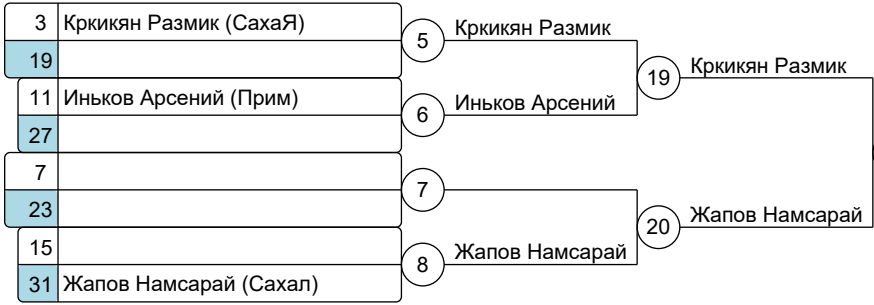 3 Кркикян Размик (СахаЯ)
5 Кркикян Размик
19
19 Кркикян Размик
11 Иньков Арсений (Прим)
6 Иньков Арсений
27
7
7
23
20 Жапов Намсарай
15
8 Жапов Намсарай
31 Жапов Намсарай (Сахал)